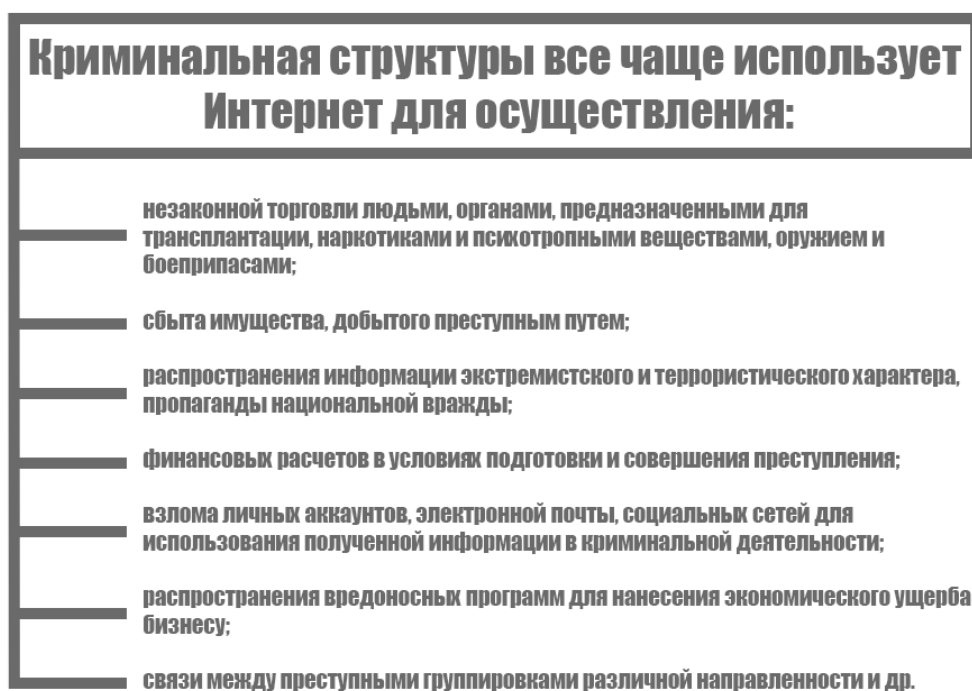 Криминальная структуры все чаще использует
Интернет для осуществления:
незаконной торговли людьми, органами, предназначенными для
трансплантации, наркотиками и психотропными веществами, оружием и
боеприпасами;
сбыта имущества, добытого преступным путем;
распространения информации экстремистского и террористического характера,
пропаганды национальной вражды;
финансовых расчетов в условиях подготовки и совершения преступления;
взлома личных аккаунтов, электронной почты, социальных сетей для
использования полученной информации в криминальной деятельности;
распространения вредоносных программ для нанесения экономического ущерба
бизнесу;
связи между преступными группировками различной направленности и др.